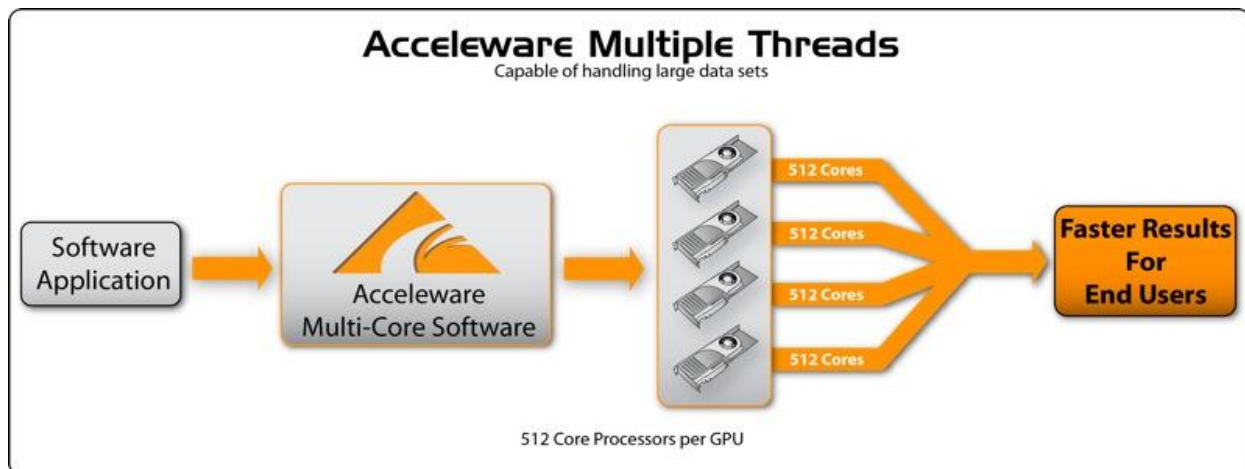 Acceleware Multiple Threads
Capable of handling large data sets
Software
Application
Acceleware
Multi-Core Software
512 Cores
512 Cores
512 Cores
512 Cores
Faster Results
For
End Users
512 Core Processors per GPU